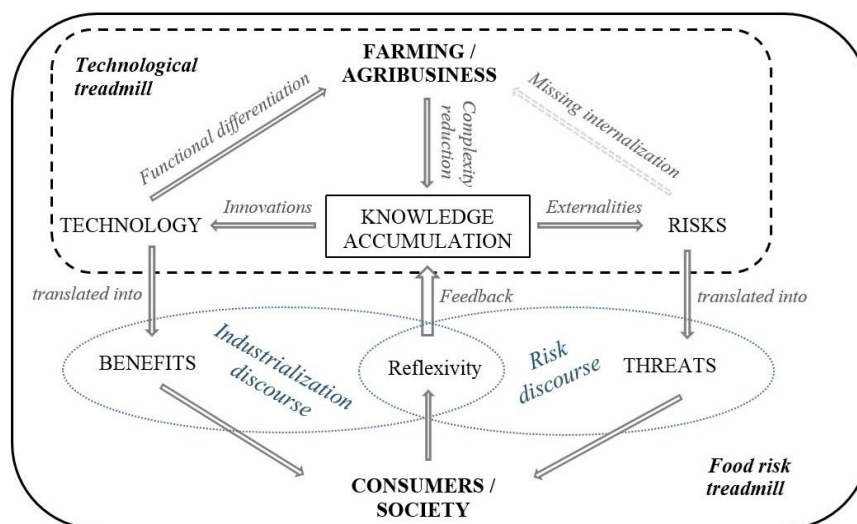 Technological
treadmill
FARMING /
AGRIBUSINESS
Functional differentiation
Complexity
reduction
Missing internalization
TECHNOLOGY
Innovations
KNOWLEDGE
ACCUMULATION
Externalities
RISKS
translated into
Feedback
translated into
BENEFITS
Industrialization
discourse
Reflexivity
Risk
discourse
THREATS
CONSUMERS /
SOCIETY
Food risk
treadmill